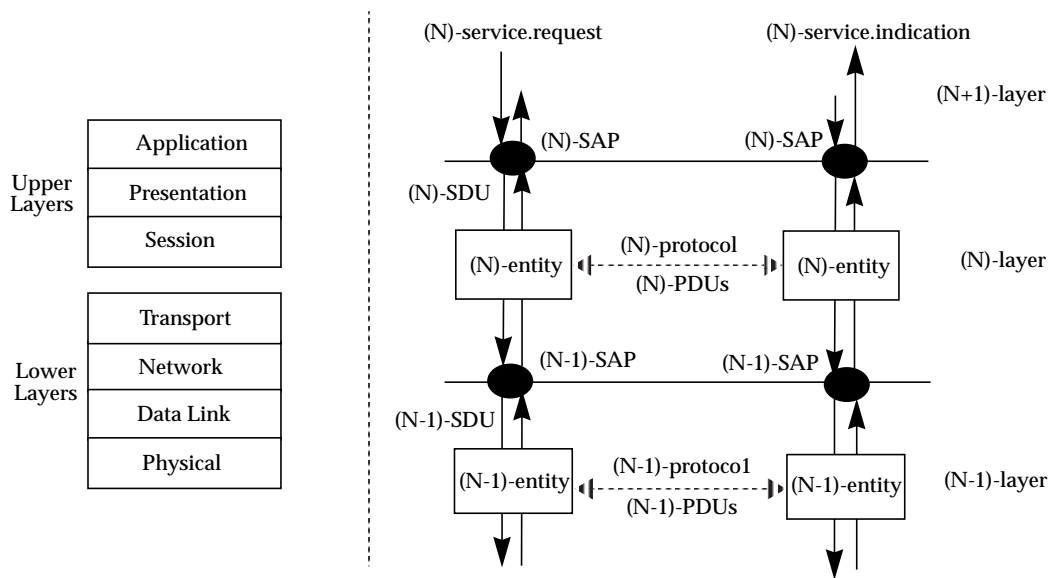 Upper
Layers
Application
Presentation
Session
Lower
Layers
Transport
Network
Data Link
Physical
(N)-service.request
(N)-service.indication
(N+1)-layer
(N)-SAP
(N)-SAP
(N)-SDU
(N)-entity
(N)-protocol
(N)-PDUs
(N)-entity
(N)-layer
(N-1)-SAP
(N-1)-SAP
(N-1)-SDU
(N-1)-entity
(N-1)-protoco1
(N-1)-PDUs
(N-1)-entity
(N-1)-layer